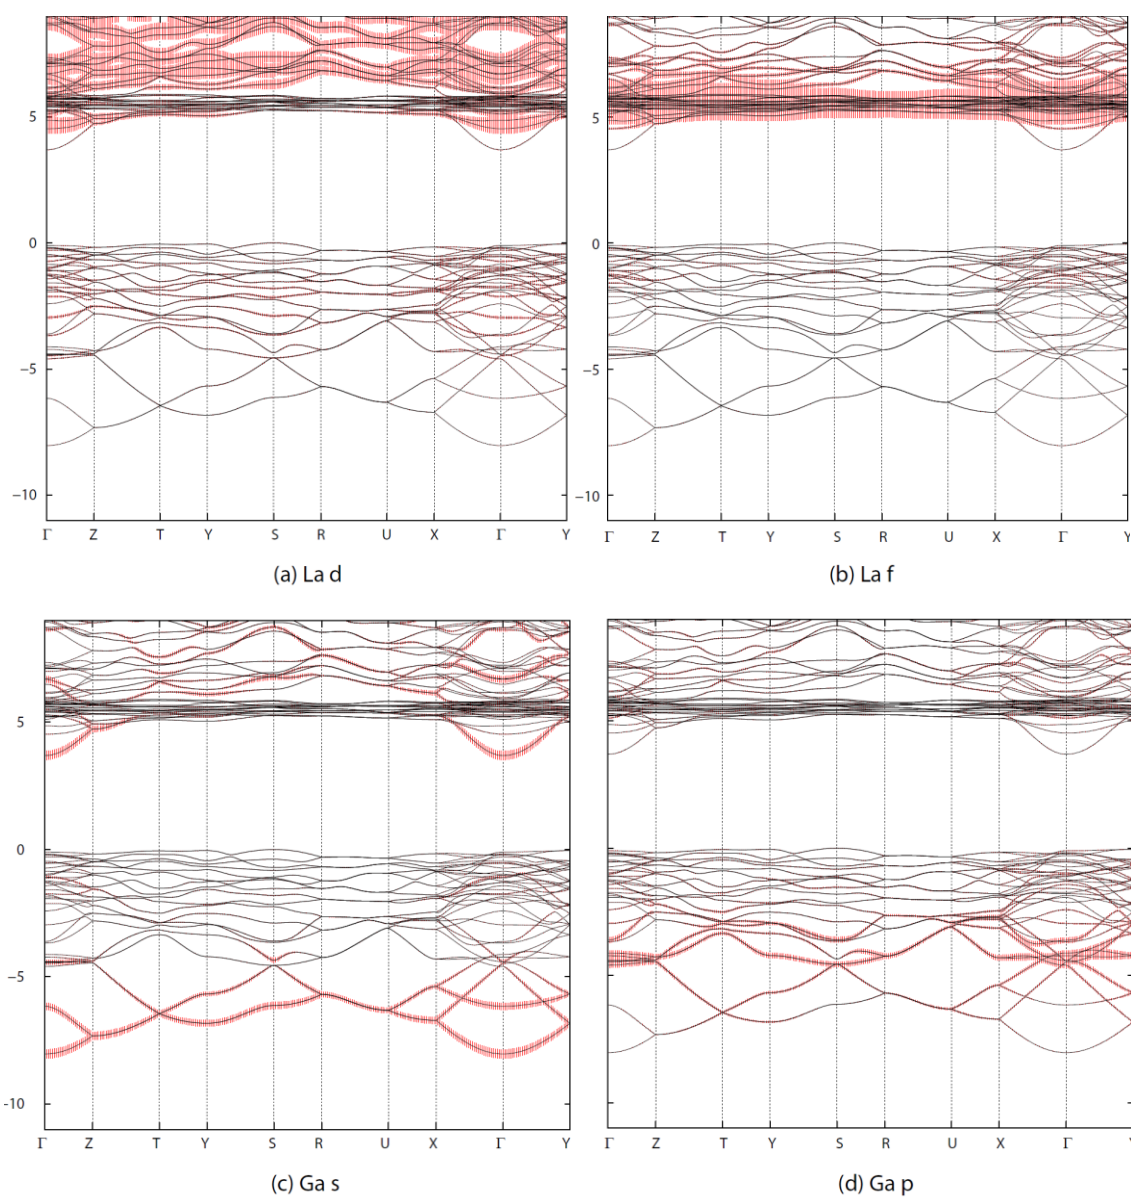 5 5
0 0
−5 −5
−10 −10
Γ Z T Y S R U X Γ Y Γ Z T Y S R U X Γ Y
(a) La d (b) La f
5 5
0 0
−5 −5
-10
Γ Z T Y S R U X Γ Y Γ Z T Y S R U X Γ
(c) Ga s (d) Ga p